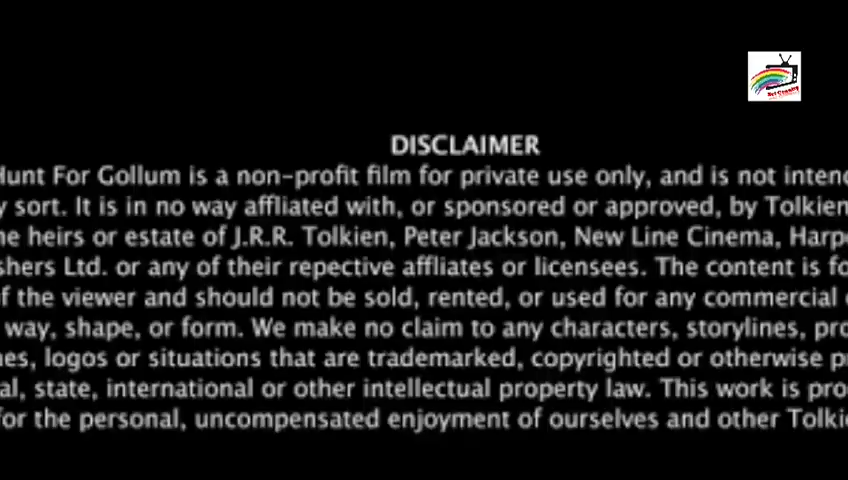 DISCLAIMER
Hunt For Gollum is a non-profit film for private use only, and is not intend
y sort. It is in no way affliated with, or sponsored or approved, by Tolkien
he heirs or estate of J.R.R. Tolkien, Peter Jackson, New Line Cinema, Harpe
shers Ltd. or any of their repective affliates or licensees. The content is fo
f the viewer and should not be sold, rented, or used for any commercial
way, shape, or form. We make no claim to any characters, storylines, pro
es, logos or situations that are trademarked, copyrighted or otherwise p
al, state, international or other intellectual property law. This work is pro
for the personal, uncompensated enjoyment of ourselves and other Tolkie